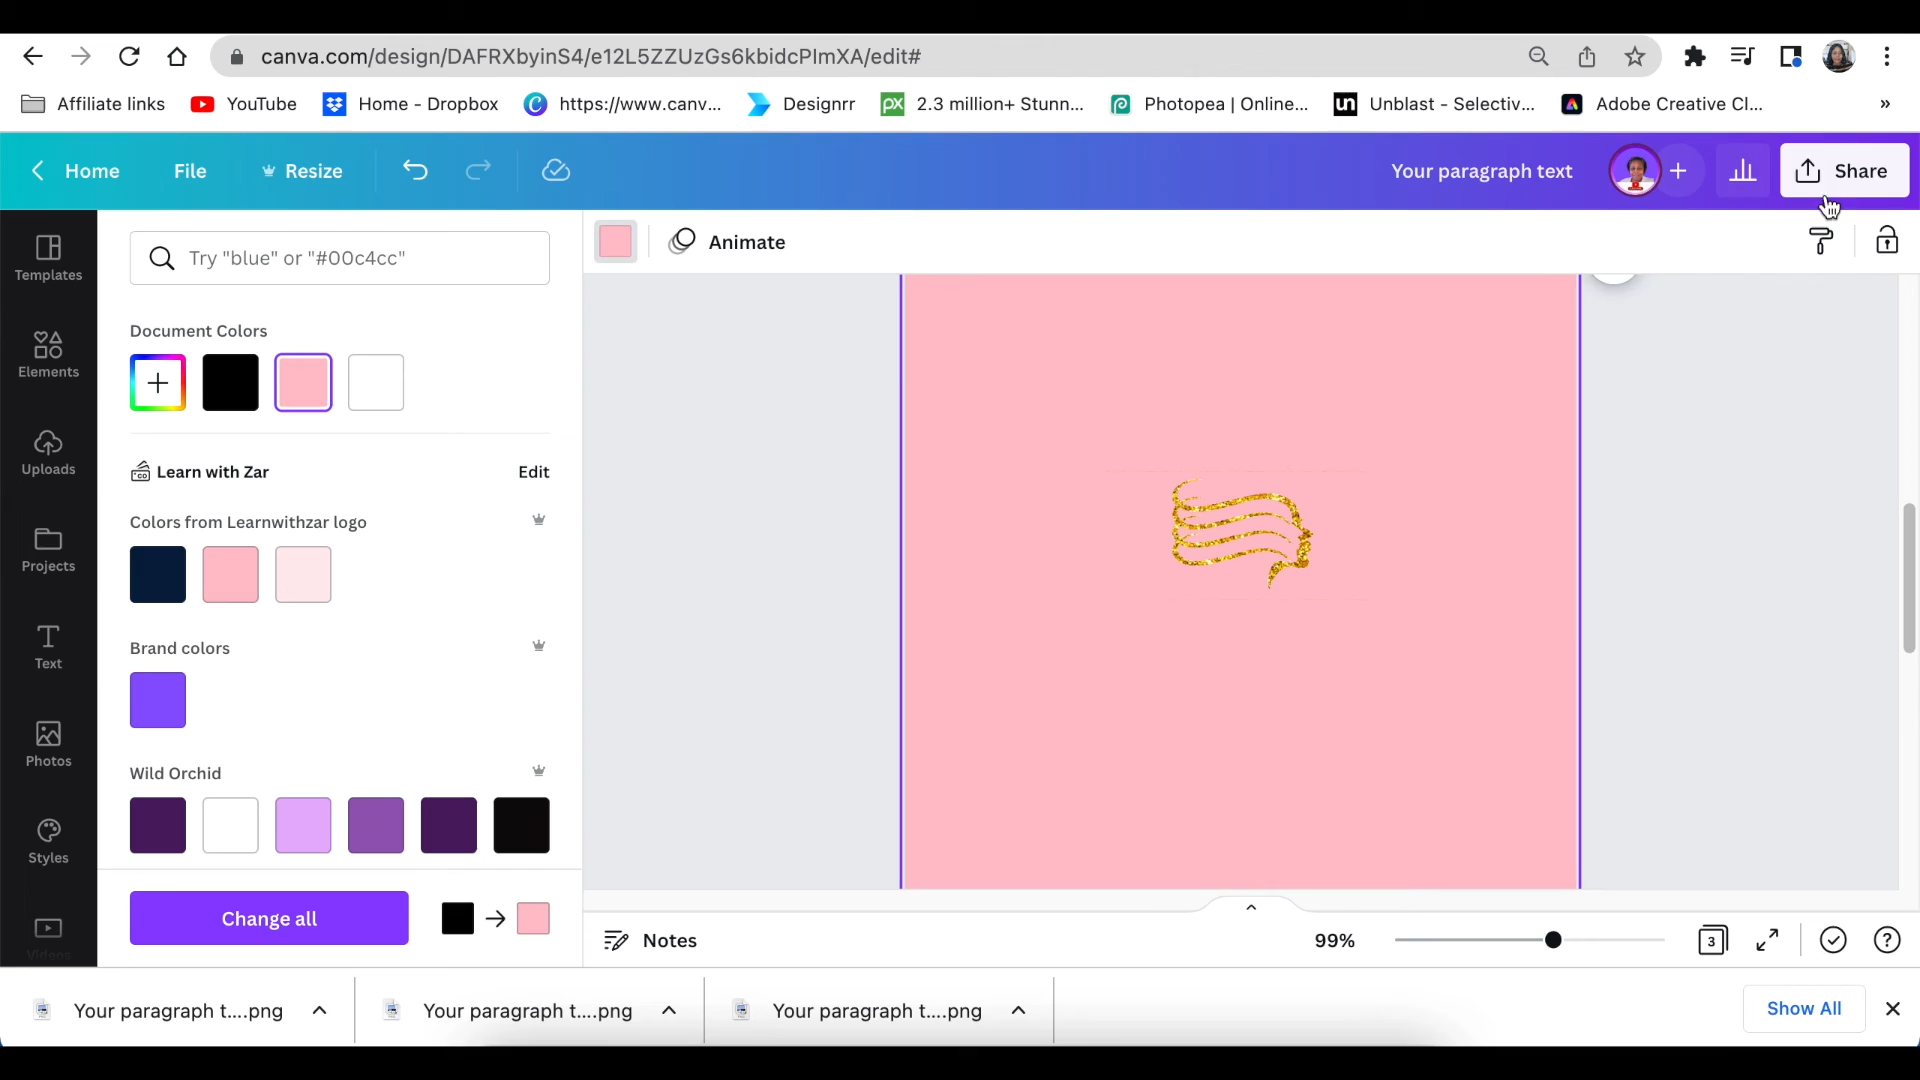 canva.com/design/DAFRXbyinS4/e12L5ZZUzGs6kbidcPImXA/edit#
Affiliate links YouTube Home - Dropbox https://www.canv... Designrr 2.3 million+ Stunn... Photopea | Online... Unblast - Selectiv... Adobe Creative Cl... »
Home File Resize Your paragraph text Share
Templates
Elements
Uploads
Projects
Text
Photos
Styles
Videos
Try "blue" or "#00c4cc"
Document Colors
CO. Learn with Zar Edit
Colors from Learnwithzar logo
Brand colors
Wild Orchid
Change all
Animate
Notes 99% 3
Your paragraph t....png Your paragraph t....png Your paragraph t....png Show All